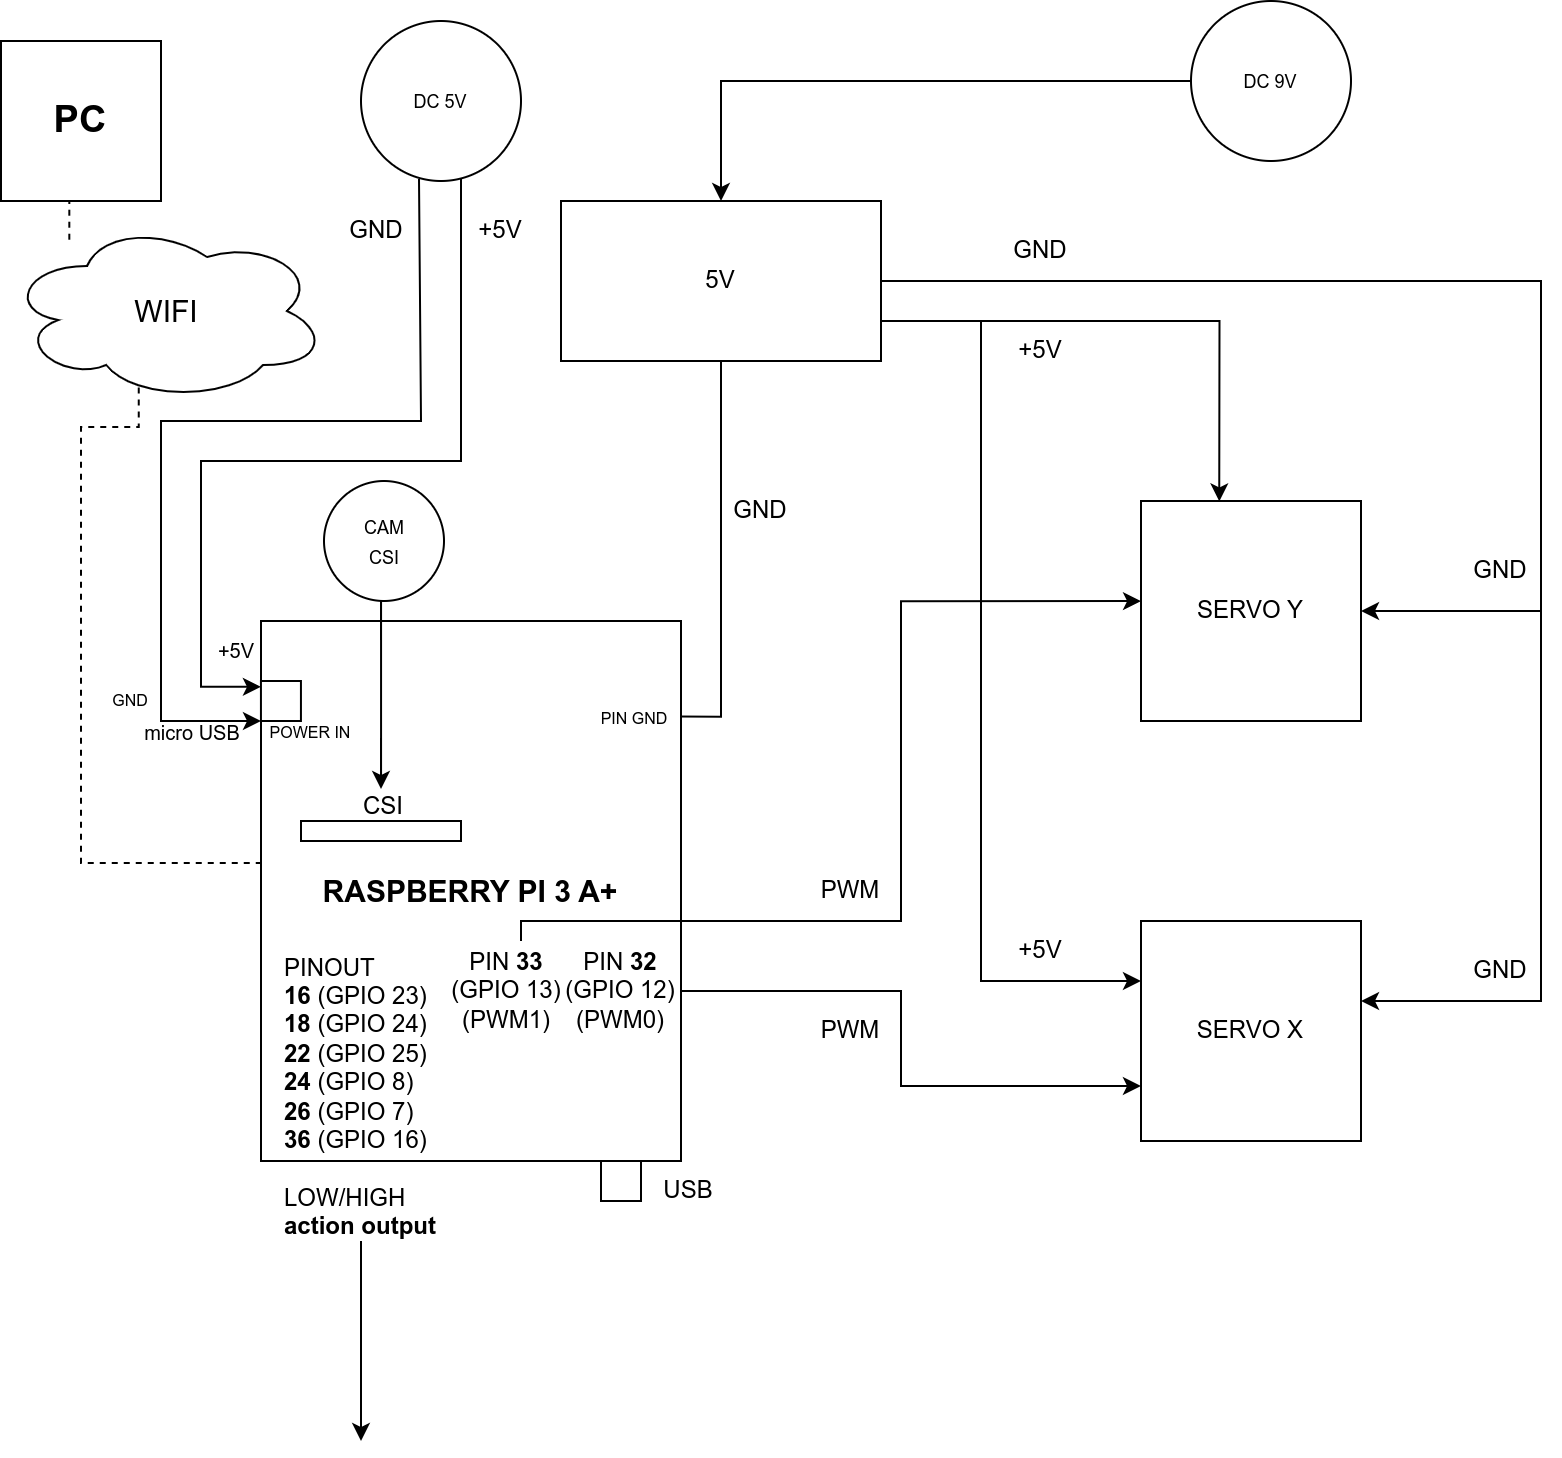 PC
DC 5V
DC 9V
GND
+5V
GND
5V
WIFI
+5V
GND
CAM
CSI
GND
SERVO Y
+5V
GND
micro USB
POWER IN
PIN GND
CSI
RASPBERRY PI 3 A+
PWM
PINOUT
16 (GPIO 23)
18 (GPIO 24)
22 (GPIO 25)
24 (GPIO 8)
26 (GPIO 7)
36 (GPIO 16)
PIN 33
(GPIO 13)
(PWM1)
PIN 32
(GPIO 12)
(PWM0)
+5V
GND
PWM
SERVO X
USB
LOW/HIGH
action output
GND